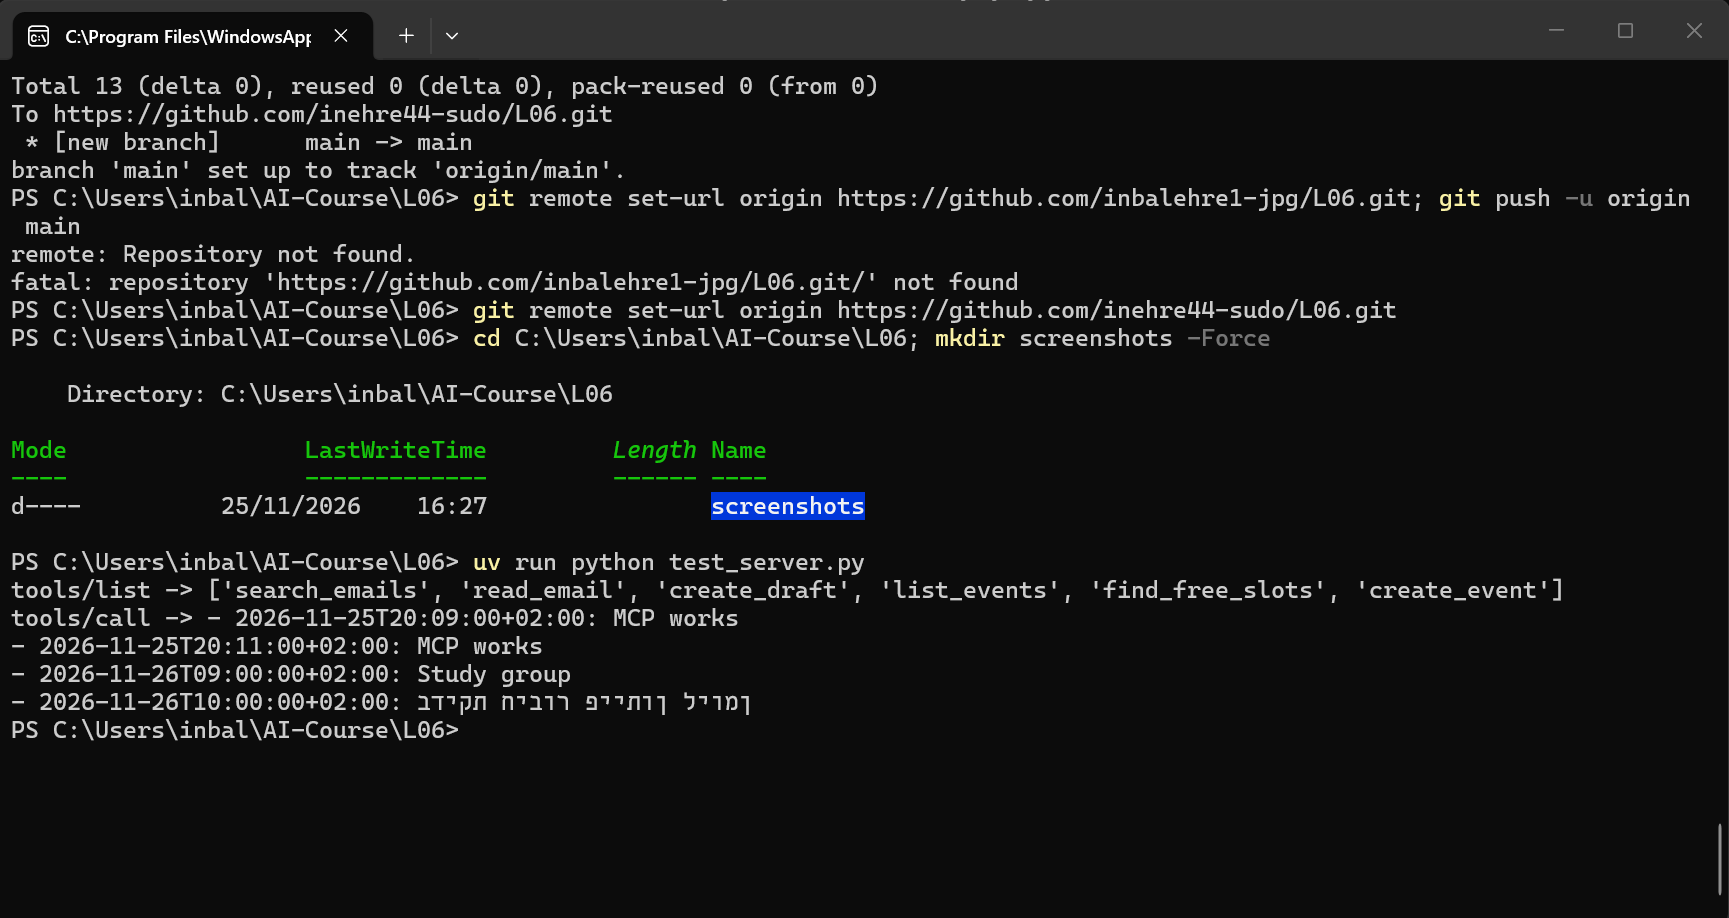 C:\Program Files\WindowsApp
Total 13 (delta 0), reused 0 (delta 0), pack-reused 0 (from 0)
To https://github.com/inehre44-sudo/L06.git
 * [new branch]      main -> main
branch 'main' set up to track 'origin/main'.
PS C:\Users\inbal\AI-Course\L06> git remote set-url origin https://github.com/inbalehre1-jpg/L06.git; git push -u origin
 main
remote: Repository not found.
fatal: repository 'https://github.com/inbalehre1-jpg/L06.git/' not found
PS C:\Users\inbal\AI-Course\L06> git remote set-url origin https://github.com/inehre44-sudo/L06.git
PS C:\Users\inbal\AI-Course\L06> cd C:\Users\inbal\AI-Course\L06; mkdir screenshots -Force
    Directory: C:\Users\inbal\AI-Course\L06
Mode                 LastWriteTime         Length Name
----                 -------------         ------ ----
d----          25/11/2026    16:27                screenshots
PS C:\Users\inbal\AI-Course\L06> uv run python test_server.py
tools/list -> ['search_emails', 'read_email', 'create_draft', 'list_events', 'find_free_slots', 'create_event']
tools/call -> - 2026-11-25T20:09:00+02:00: MCP works
- 2026-11-25T20:11:00+02:00: MCP works
- 2026-11-26T09:00:00+02:00: Study group
- 2026-11-26T10:00:00+02:00: בדיקת חיבור פייתון ליומן
PS C:\Users\inbal\AI-Course\L06>